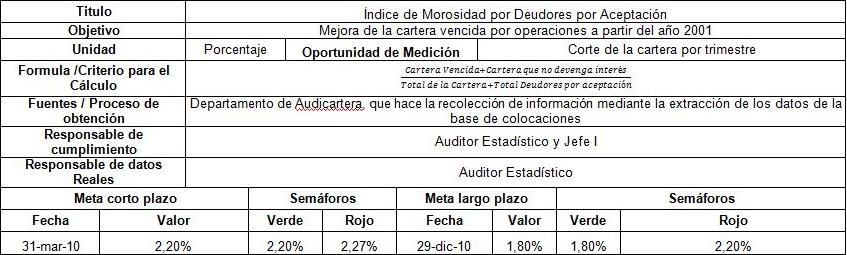 Titulo Índice de Morosidad por Deudores por Aceptación
Objetivo Mejora de la cartera vencida por operaciones a partir del año 2001
Unidad Porcentaje Oportunidad de Medición Corte de la cartera por trimestre
Formula /Criterio para el
Cálculo
Cartera Vencida+Cartera que no devenga interés
Total de la Cartera+Total Deudores por aceptación
Fuentes / Proceso de
obtención
Departamento de Audicartera, que hace la recolección de información mediante la extracción de los datos de la
base de colocaciones
Responsable de
cumplimiento
Auditor Estadístico y Jefe I
Responsable de datos
Reales
Auditor Estadístico
Meta corto plazo Semáforos Meta largo plazo Semáforos
Fecha Valor Verde Rojo Fecha Valor Verde Rojo
31-mar-10 2,20% 2,20% 2,27% 29-dic-10 1,80% 1,80% 2,20%